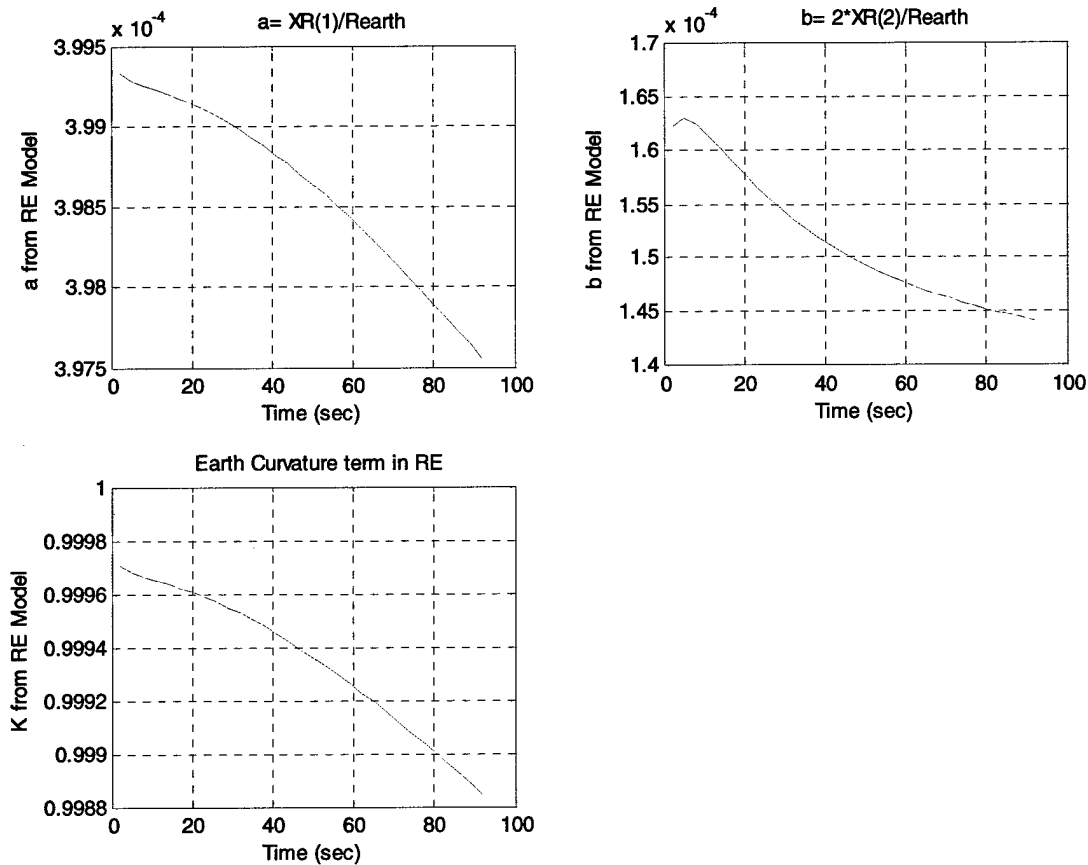 x 10-4
a= XR(1)/Rearth
3.995
3.99
3.985
3.98
3.975
a from RE Model
0 20 40 60 80 100
Time (sec)
x 10-4
b= 2*XR(2)/Rearth
1.7
1.65
1.6
1.55
1.5
1.45
1.4
b from RE Model
0 20 40 60 80 100
Time (sec)
Earth Curvature term in RE
1
0.9998
0.9996
0.9994
0.9992
0.999
0.9988
K from RE Model
0 20 40 60 80 100
Time (sec)